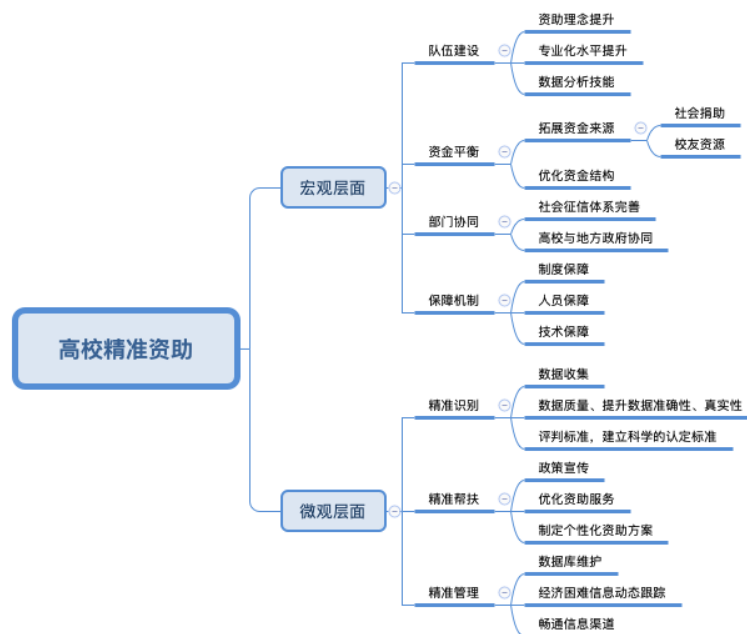 高校精准资助
宏观层面
队伍建设
资助理念提升
专业化水平提升
数据分析技能
资金平衡
拓展资金来源
社会捐助
校友资源
优化资金结构
部门协同
社会征信体系完善
高校与地方政府协同
保障机制
制度保障
人员保障
技术保障
微观层面
精准识别
数据收集
数据质量、提升数据准确性、真实性
评判标准，建立科学的认定标准
精准帮扶
政策宣传
优化资助服务
制定个性化资助方案
精准管理
数据库维护
经济困难信息动态跟踪
畅通信息渠道